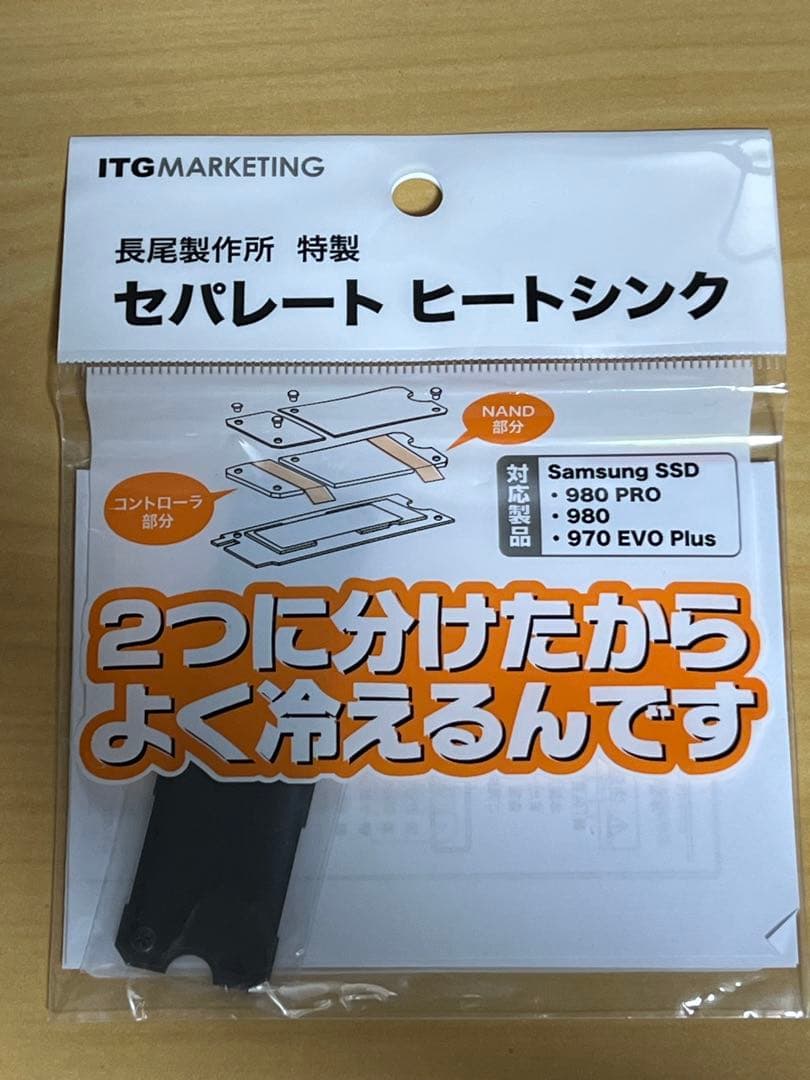 ITGMARKETING
長尾製作所 特製
セパレート ヒートシンク
NAND
部分
コントローラ
部分
対応製品
Samsung SSD
・980 PRO
・980
・970 EVO Plus
2つに分けたから
よく冷えるんです